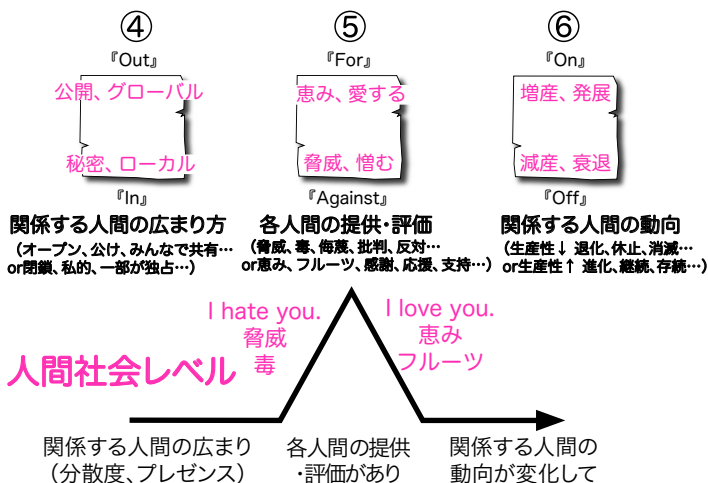 ④
⑤
⑥
『Out』
『For』
『On』
公開、グローバル
恵み、愛する
増産、発展
秘密、ローカル
脅威、憎む
減産、衰退
『In』
『Against』
『Off』
関係する人間の広まり方
各人間の提供・評価
関係する人間の動向
（オープン、公け、みんなで共有…
or閉鎖、私的、一部が独占…）
（脅威、毒、侮蔑、批判、反対…
or恵み、フルーツ、感謝、応援、支持…）
（生産性↓ 退化、休止、消滅…
or生産性↑ 進化、継続、存続…）
I hate you.
脅威
毒
I love you.
恵み
フルーツ
人間社会レベル
関係する人間の広まり
（分散度、プレゼンス）
各人間の提供
・評価があり
関係する人間の
動向が変化して